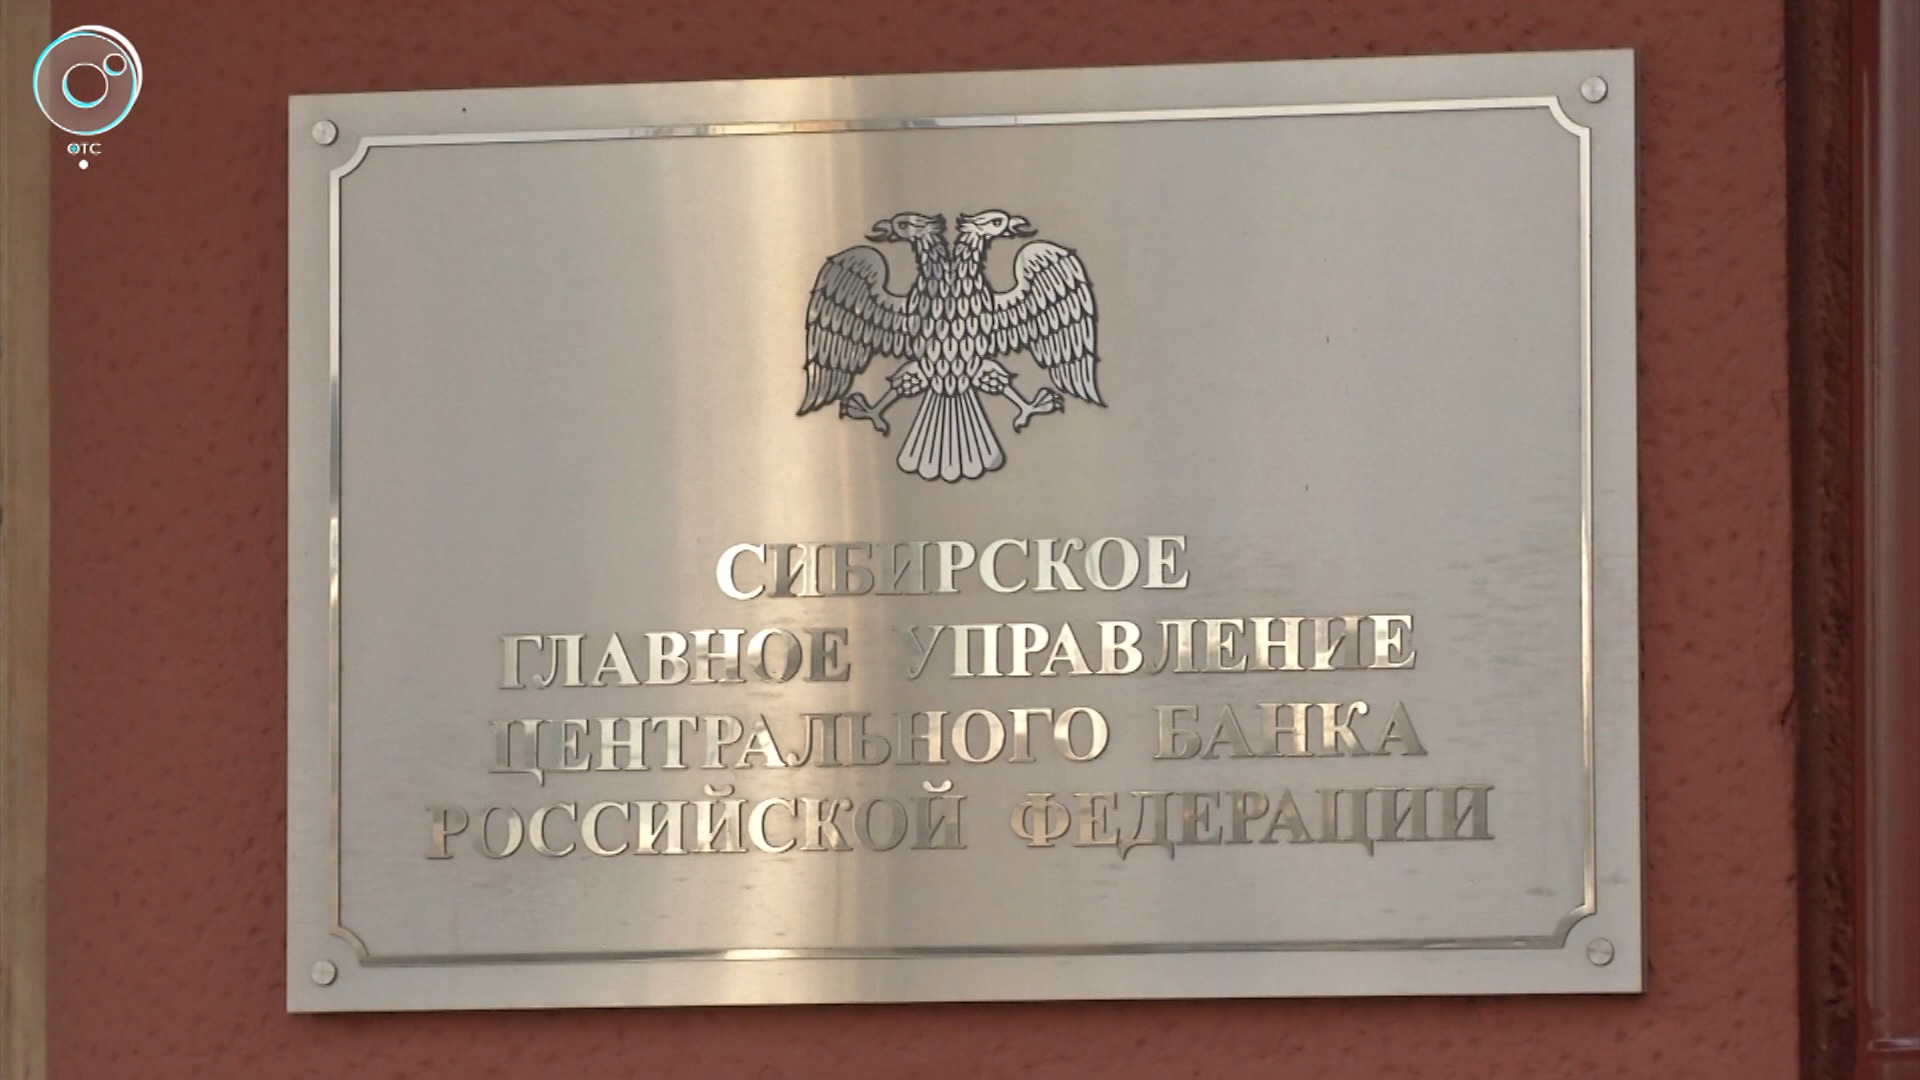 ОТС
СИБИРСКОЕ
ГЛАВНОЕ УПРАВЛЕНИЕ
ЦЕНТРАЛЬНОГО БАНКА
РОССИЙСКОЙ ФЕДЕРАЦИИ